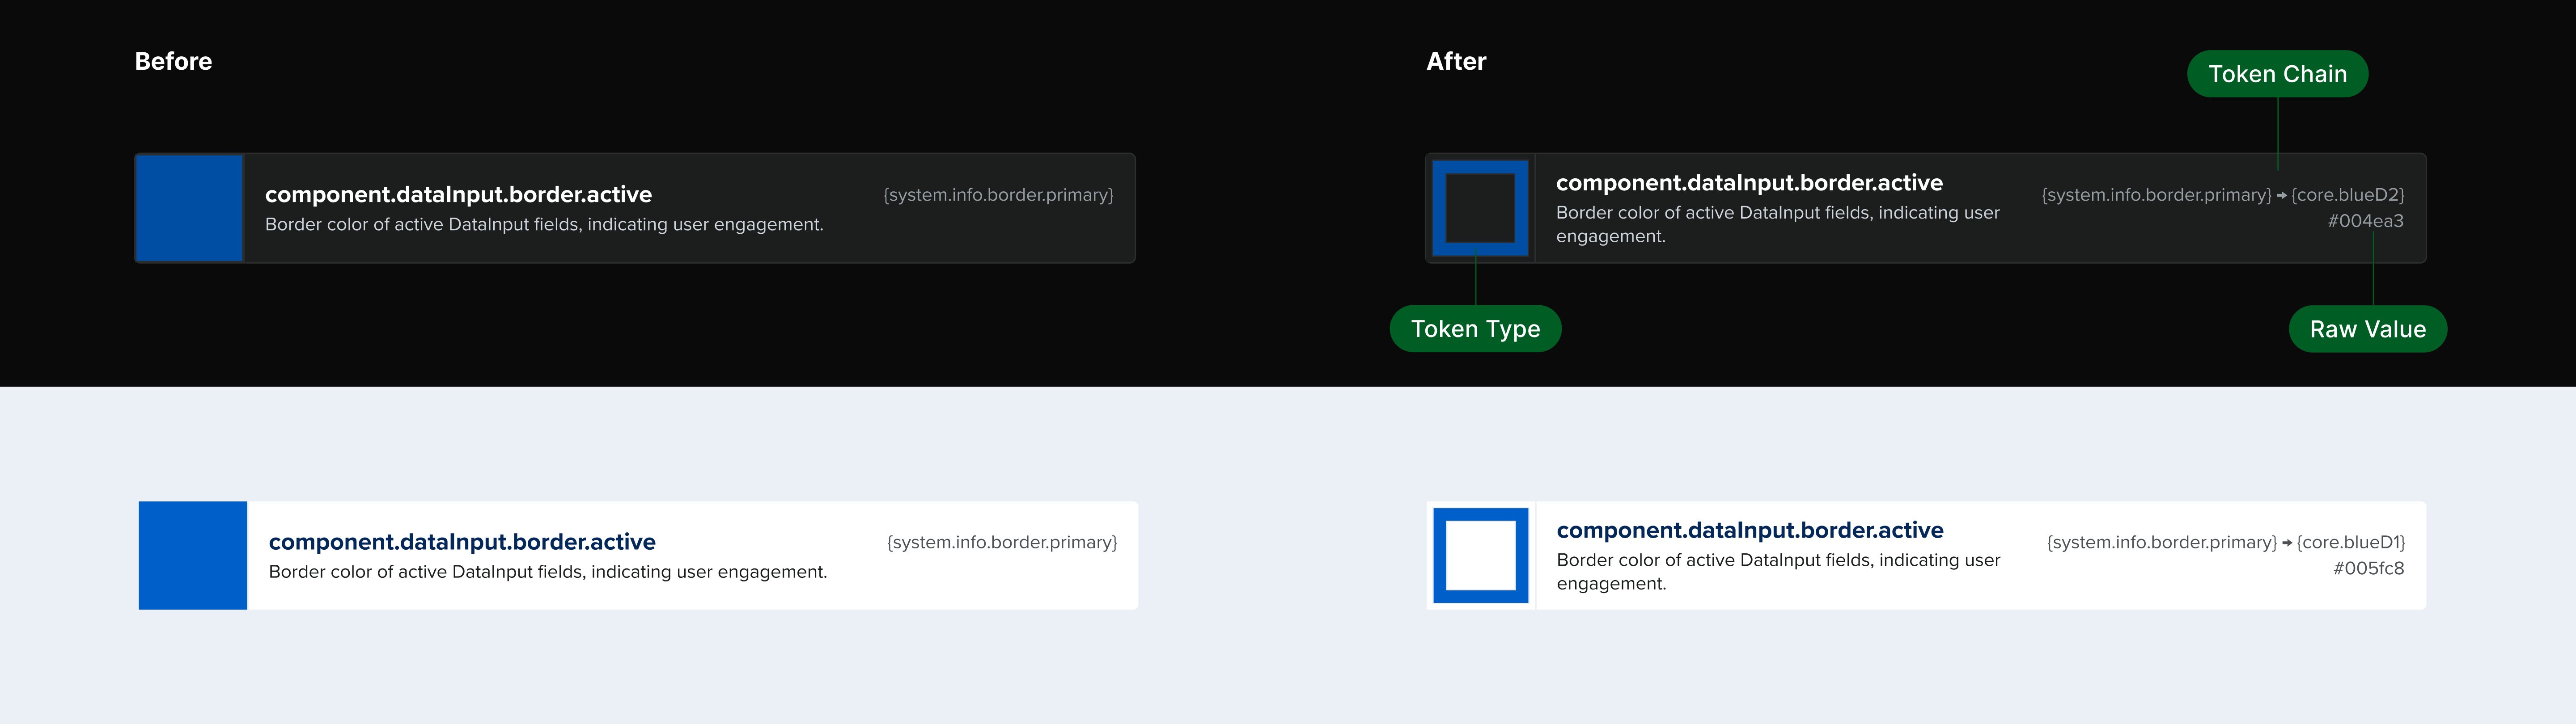 Before
After
Token Chain
component.dataInput.border.active
Border color of active DataInput fields, indicating user engagement.
{system.info.border.primary}
component.dataInput.border.active
Border color of active DataInput fields, indicating user
engagement.
{system.info.border.primary} → {core.blueD2}
#004ea3
Token Type
Raw Value
component.dataInput.border.active
Border color of active DataInput fields, indicating user engagement.
{system.info.border.primary}
component.dataInput.border.active
Border color of active DataInput fields, indicating user
engagement.
{system.info.border.primary} → {core.blueD1}
#005fc8